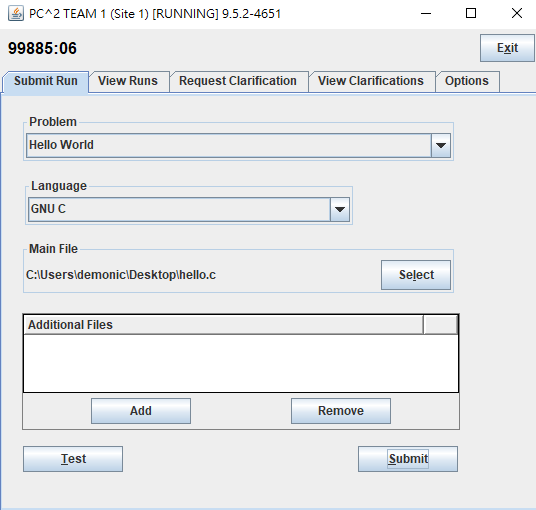 PC^2 TEAM 1 (Site 1) [RUNNING] 9.5.2-4651
99885:06
Exit
Submit Run View Runs Request Clarification View Clarifications Options
Problem
Hello World
Language
GNU C
Main File
C:\Users\demonic\Desktop\hello.c Select
Additional Files
Add Remove
Test Submit